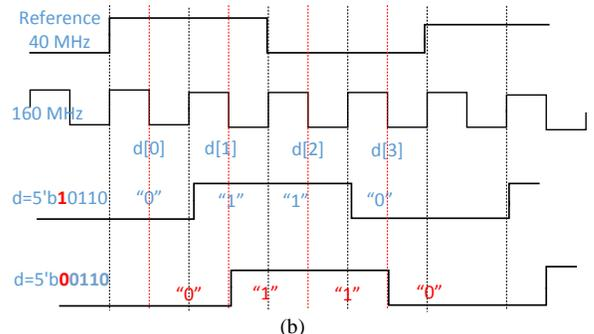 Reference
40 MHz
160 MHz
d[0] d[1] d[2] d[3]
d=5'b10110 “0” “1” “1” “0”
d=5'b00110
“0” “1” “1” “0”
(b)